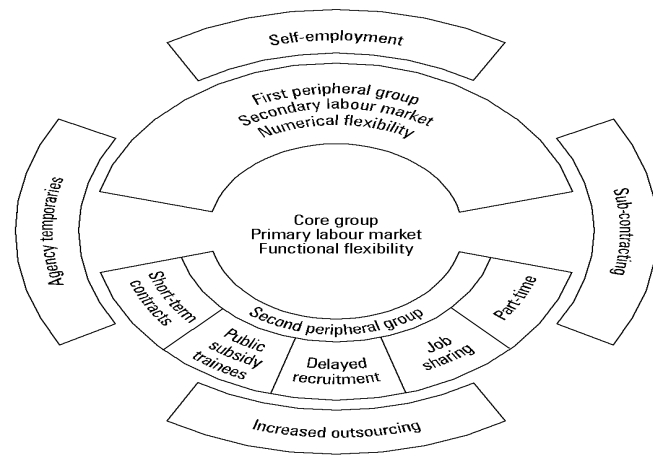 Self-employment
First peripheral group
Secondary labour market
Numerical flexibility
Agency temporaries
Core group
Primary labour market
Functional flexibility
Sub-contracting
Second peripheral group
Short-term
contracts
Public
subsidy
trainees
Delayed
recruitment
Job
sharing
Part-time
Increased outsourcing